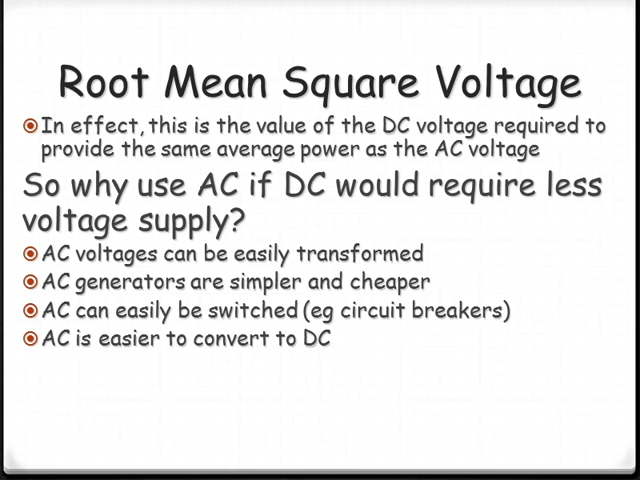 Root Mean Square Voltage
In effect, this is the value of the DC voltage required to
provide the same average power as the AC voltage
So why use AC if DC would require less
voltage supply?
AC voltages can be easily transformed
AC generators are simpler and cheaper
AC can easily be switched (eg circuit breakers)
AC is easier to convert to DC